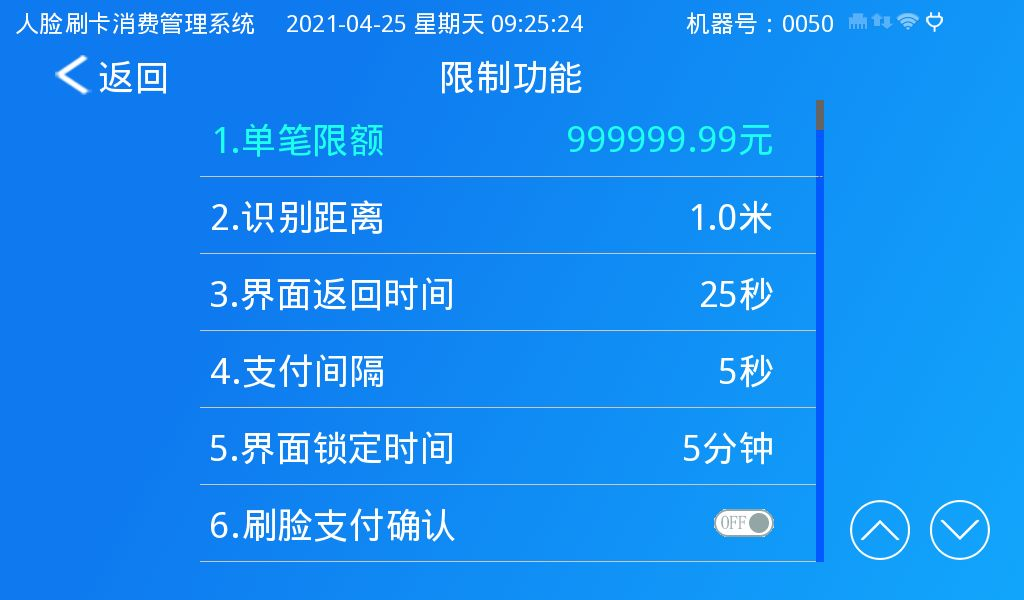 人脸刷卡消费管理系统 2021-04-25 星期天 09:25:24 机器号：0050
返回 限制功能
1.单笔限额 999999.99元
2.识别距离 1.0米
3.界面返回时间 25秒
4.支付间隔 5秒
5.界面锁定时间 5分钟
6.刷脸支付确认 OFF